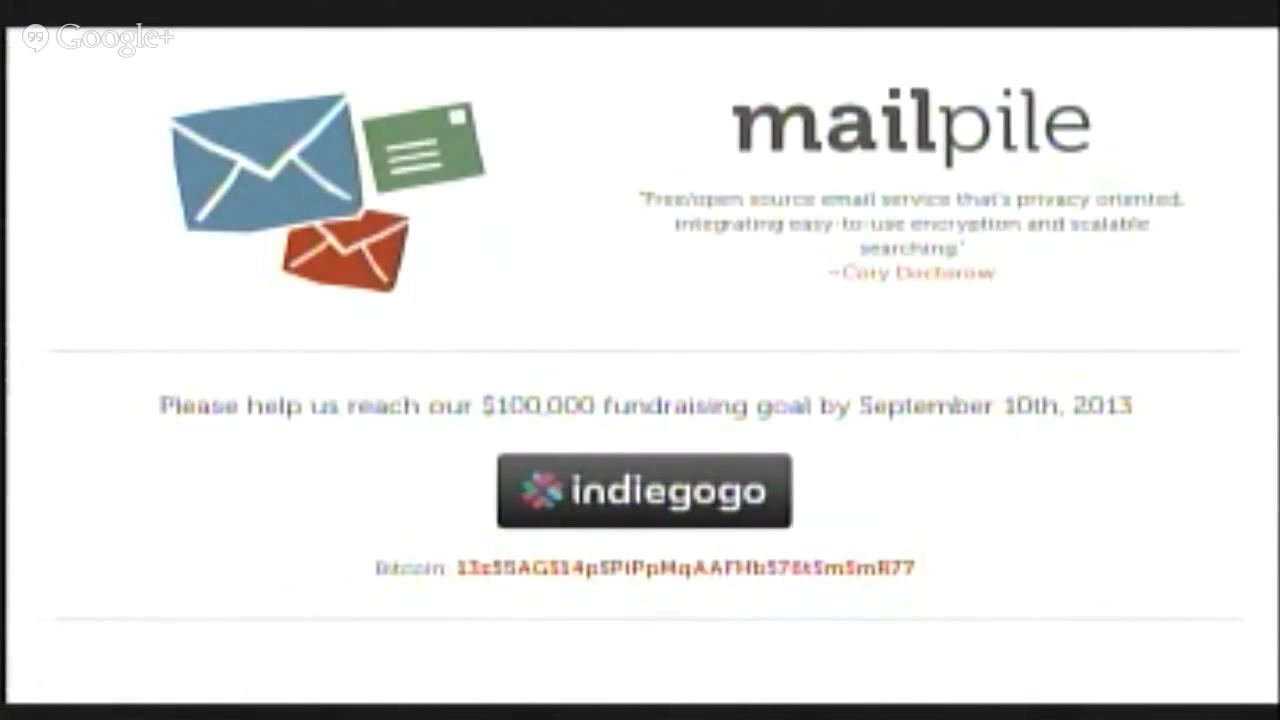 Google+
mailpile
"Free/open source email service that's privacy oriented,
integrating easy-to-use encryption and scalable
searching."
~Cory Doctorow
Please help us reach our $100,000 fundraising goal by September 10th, 2013
indiegogo
Bitcoin: